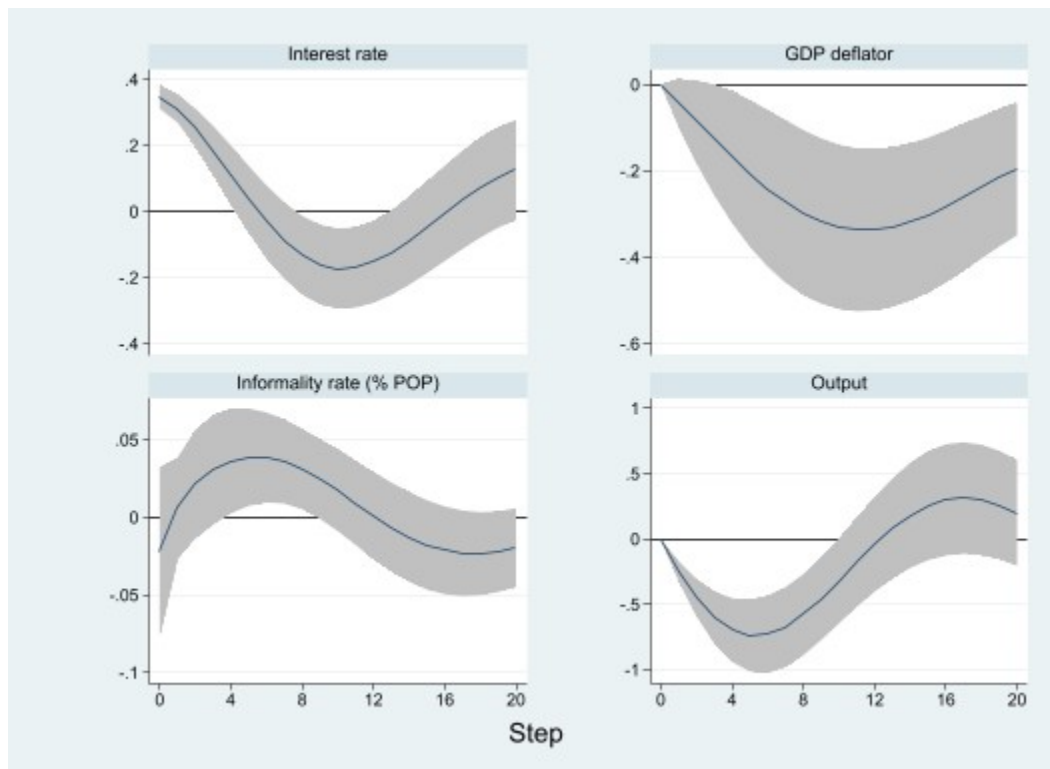 Interest rate
.4
.2
0
-.2
-.4
GDP deflator
0
-.2
-.4
-.6
Informality rate (% POP)
.05
0
-.05
-.1
0 4 8 12 16 20
Output
1
.5
0
-.5
-1
0 4 8 12 16 20
Step